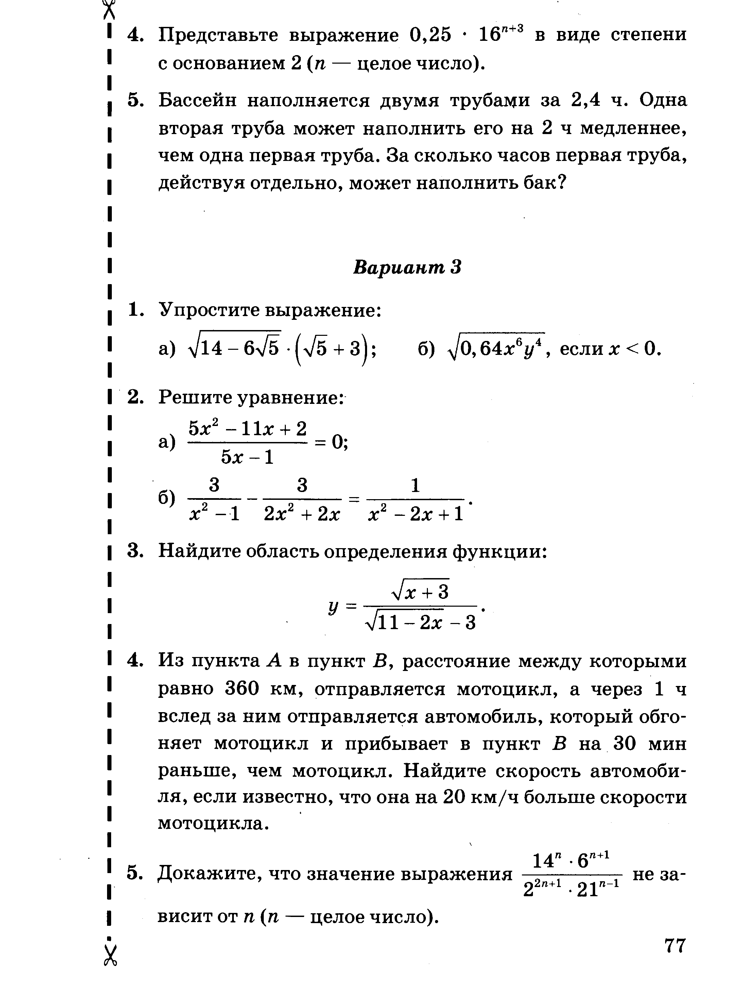 4. Представьте выражение 0,25 · 16ⁿ⁺³ в виде степени
с основанием 2 (n — целое число).
5. Бассейн наполняется двумя трубами за 2,4 ч. Одна
вторая труба может наполнить его на 2 ч медленнее,
чем одна первая труба. За сколько часов первая труба,
действуя отдельно, может наполнить бак?
Вариант 3
1. Упростите выражение:
а) √(14 – 6√5) · (√5 + 3); б) √(0,64x⁶y⁴), если x < 0.
2. Решите уравнение:
а) (5x² – 11x + 2)/(5x – 1) = 0;
б) 3/(x² – 1) – 3/(2x² + 2x) = 1/(x² – 2x + 1).
3. Найдите область определения функции:
y = √(x + 3)/(√(11 – 2x) – 3).
4. Из пункта A в пункт B, расстояние между которыми
равно 360 км, отправляется мотоцикл, а через 1 ч
вслед за ним отправляется автомобиль, который обго-
няет мотоцикл и прибывает в пункт B на 30 мин
раньше, чем мотоцикл. Найдите скорость автомоби-
ля, если известно, что она на 20 км/ч больше скорости
мотоцикла.
5. Докажите, что значение выражения (14ⁿ · 6ⁿ⁺¹)/(2²ⁿ⁺¹ · 21ⁿ⁻¹) не за-
висит от n (n — целое число).
77